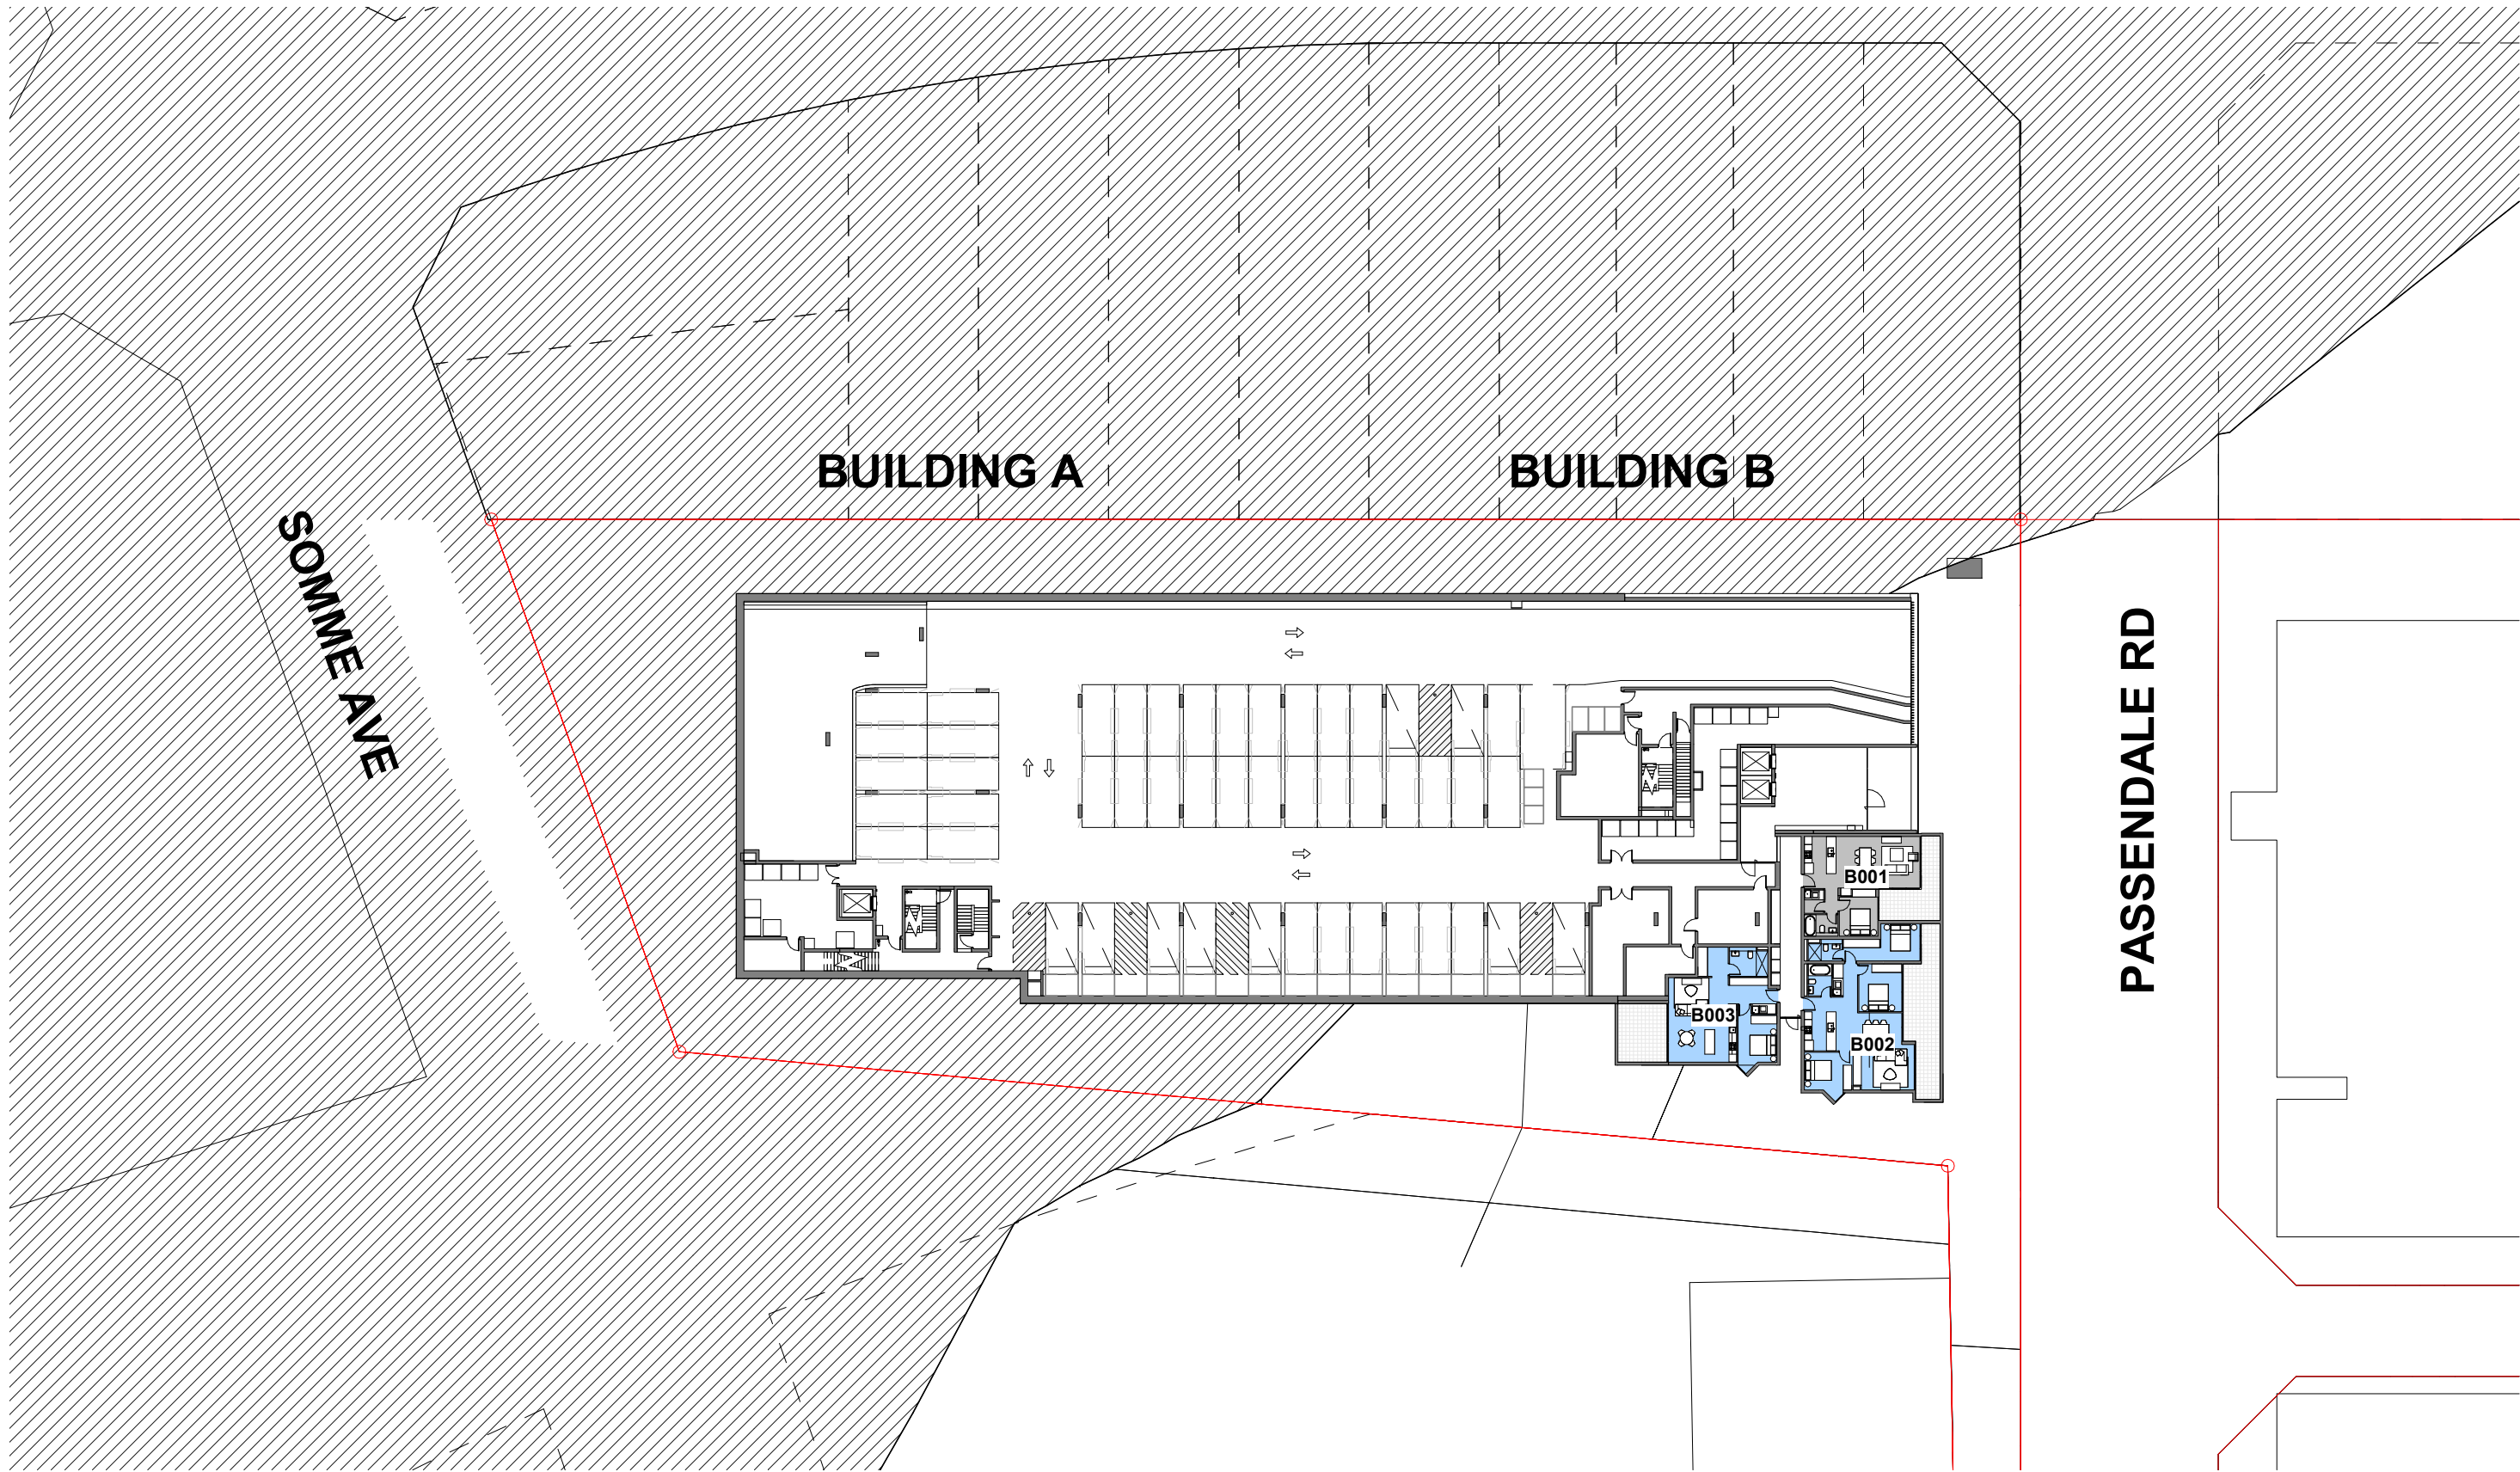 BUILDING A
BUILDING B
SOMME AVE
PASSENDALE RD
B001
B003
B002